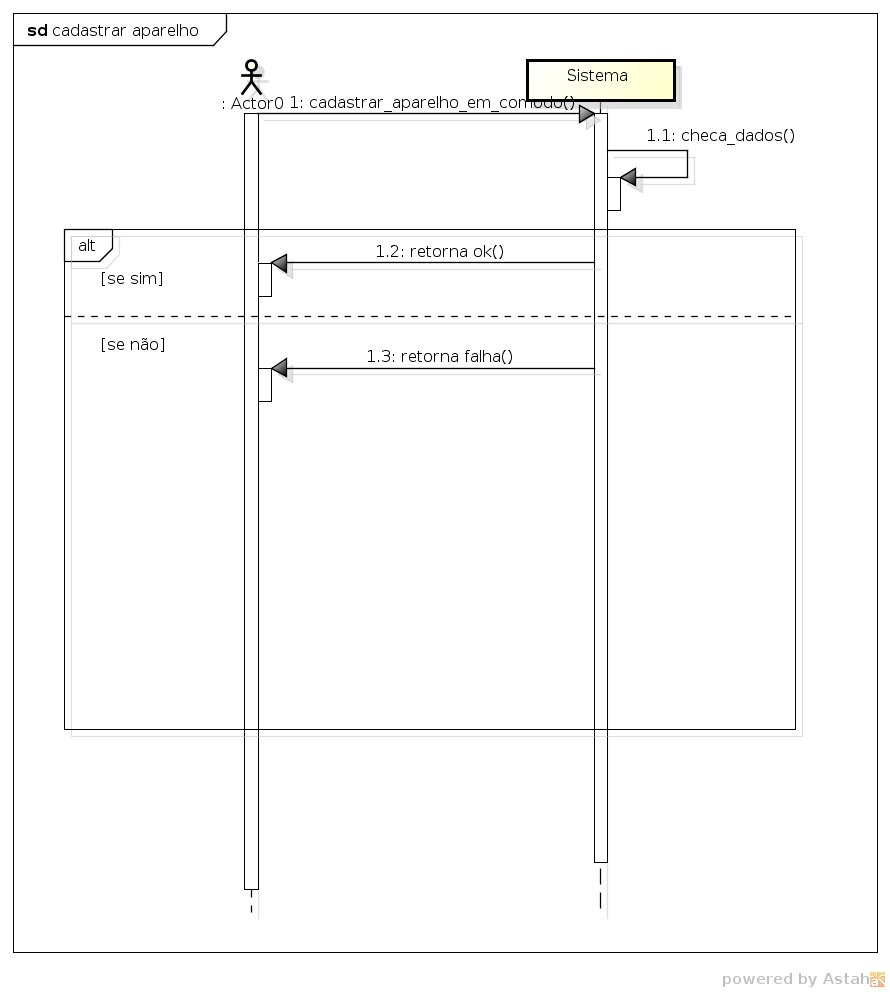 sd cadastrar aparelho
Sistema
: Actor0
1: cadastrar_aparelho_em_comodo()
1.1: checa_dados()
alt
1.2: retorna ok()
[se sim]
[se não]
1.3: retorna falha()
powered by Astah